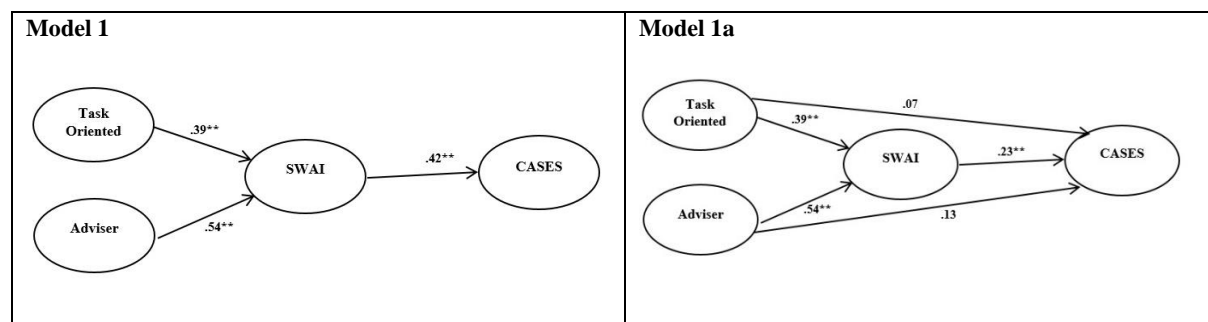 Model 1
Task
Oriented
.39**
SWAI
.42**
CASES
Adviser
.54**
Model 1a
Task
Oriented
.07
.39**
SWAI
.23**
CASES
Adviser
.54**
.13